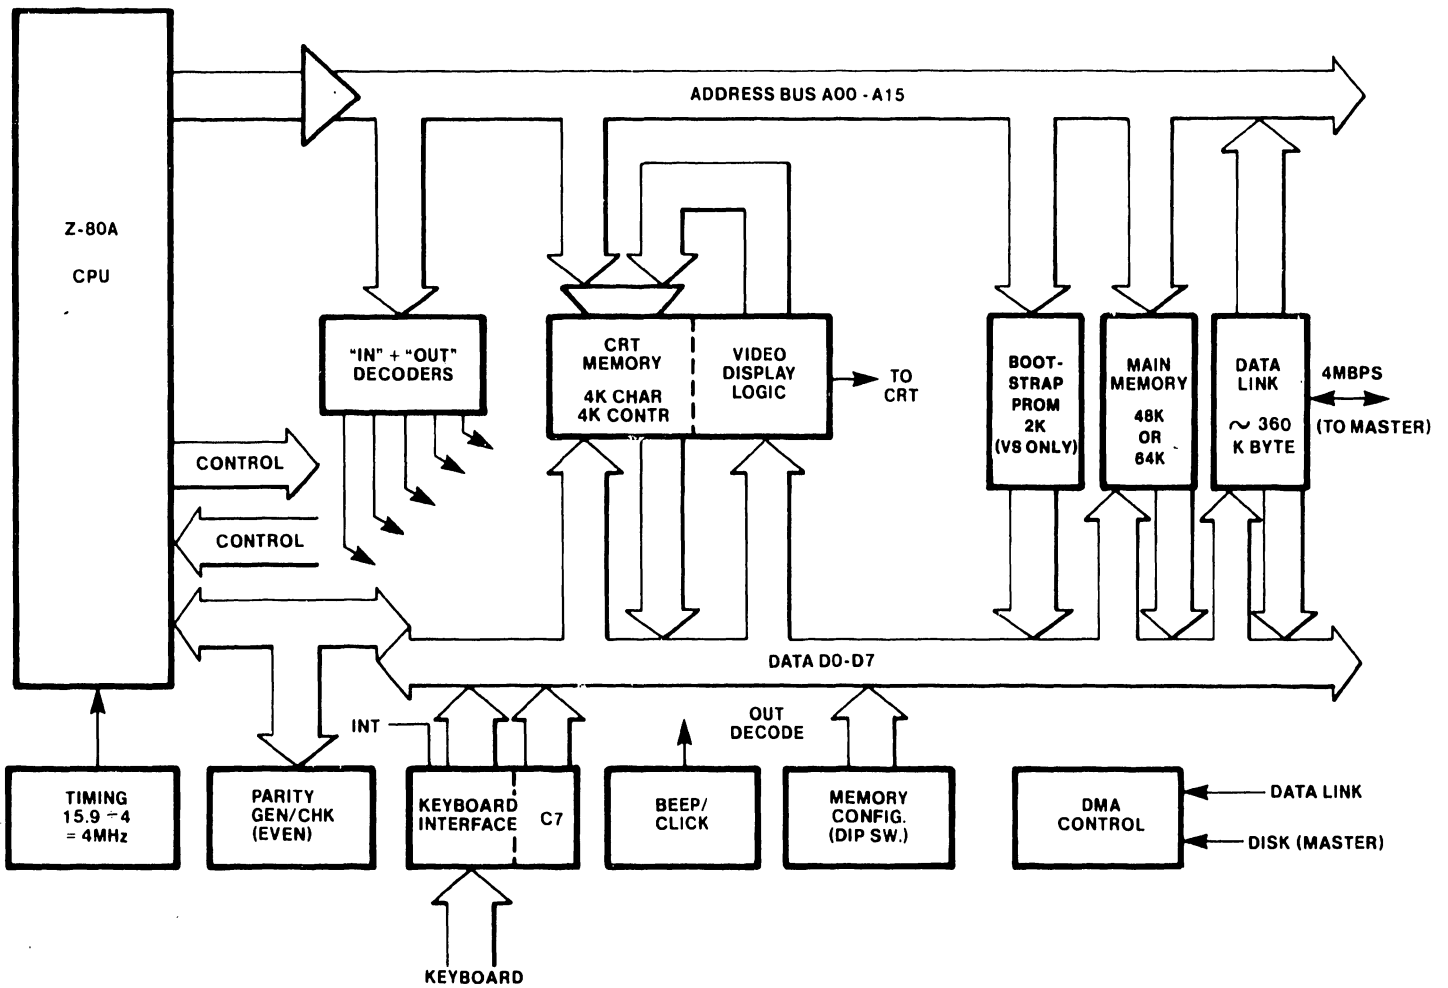 ADDRESS BUS A00 - A15
Z-80A
CPU
"IN" + "OUT"
DECODERS
CRT
MEMORY
4K CHAR
4K CONTR
VIDEO
DISPLAY
LOGIC
TO
CRT
BOOT-
STRAP
PROM
2K
(VS ONLY)
MAIN
MEMORY
48K
OR
64K
DATA
LINK
~ 360
K BYTE
4MBPS
(TO MASTER)
CONTROL
CONTROL
DATA D0-D7
INT
OUT
DECODE
TIMING
15.9 ÷4
= 4MHz
PARITY
GEN/CHK
(EVEN)
KEYBOARD
INTERFACE
C7
BEEP/
CLICK
MEMORY
CONFIG.
(DIP SW.)
DMA
CONTROL
DATA LINK
DISK (MASTER)
KEYBOARD